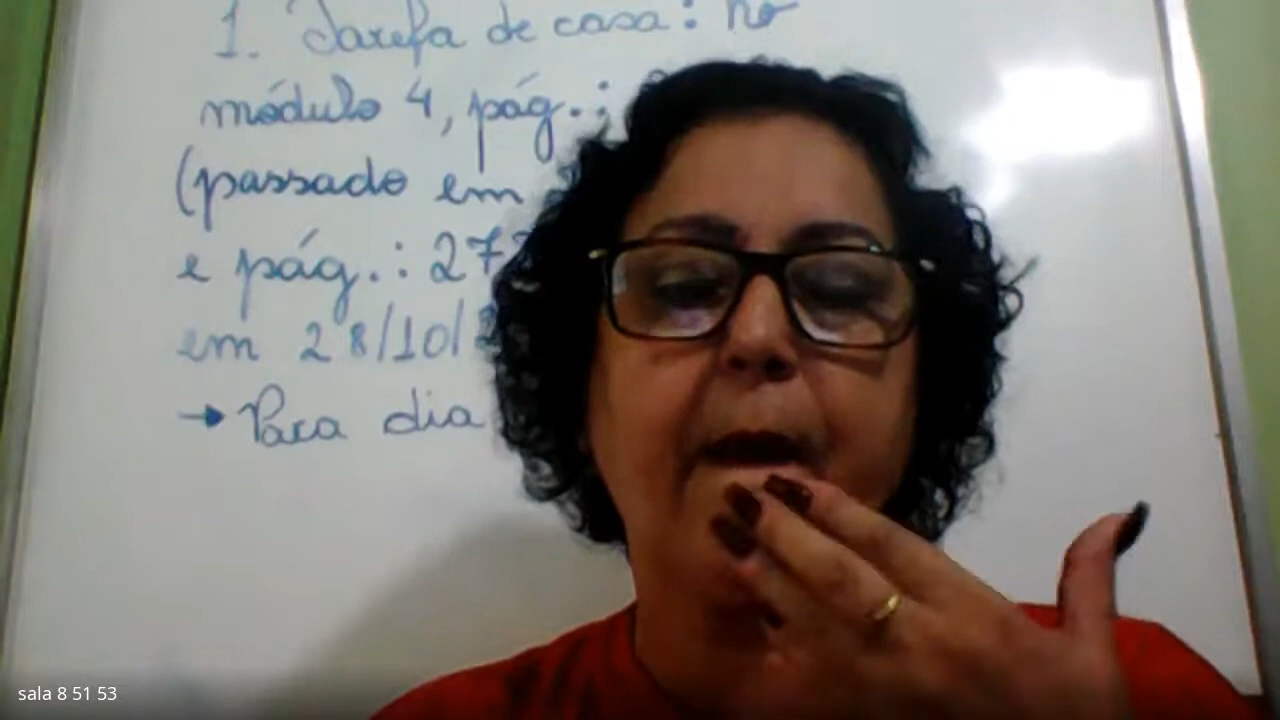 1. Tarefa de casa: no
módulo 4, pág.:
(passado em
e pág.: 27
em 28/10/
→ Para dia
sala 8 51 53